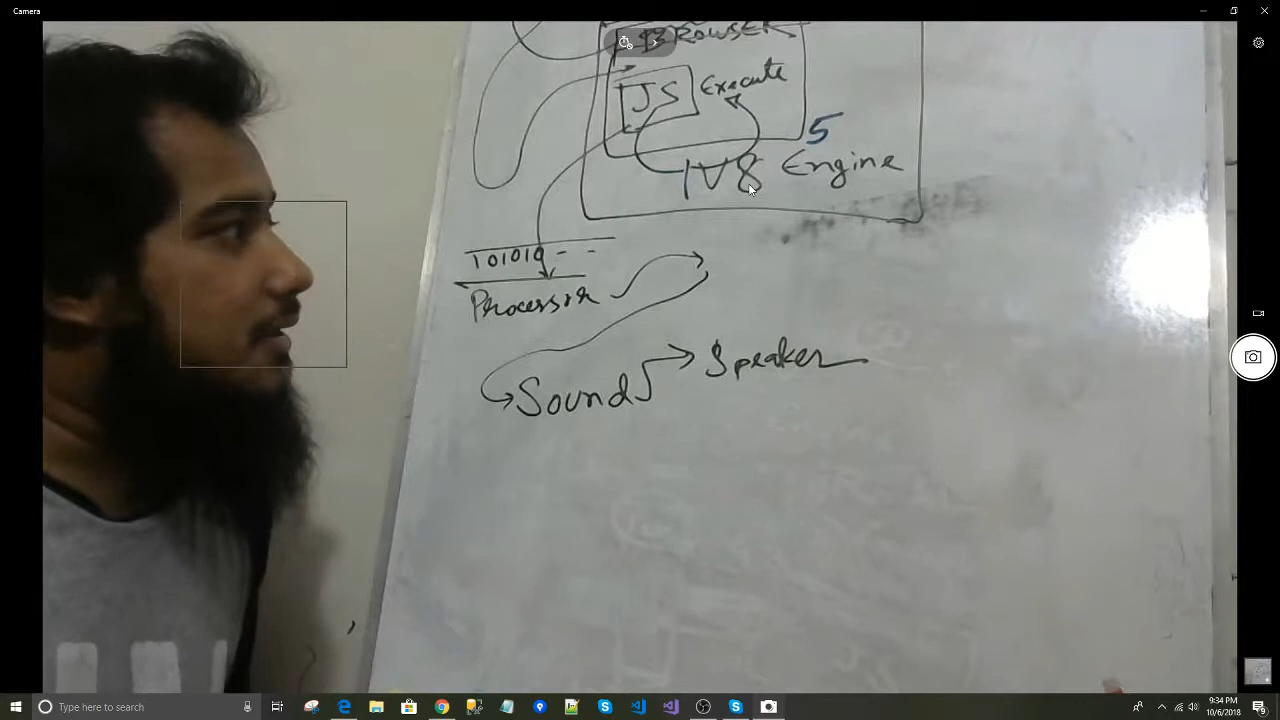 Camera
BROWSER
JS Execute
5
V8 Engine
101010 - -
Processor
Sound → Speaker
Type here to search
9:34 PM
10/6/2018